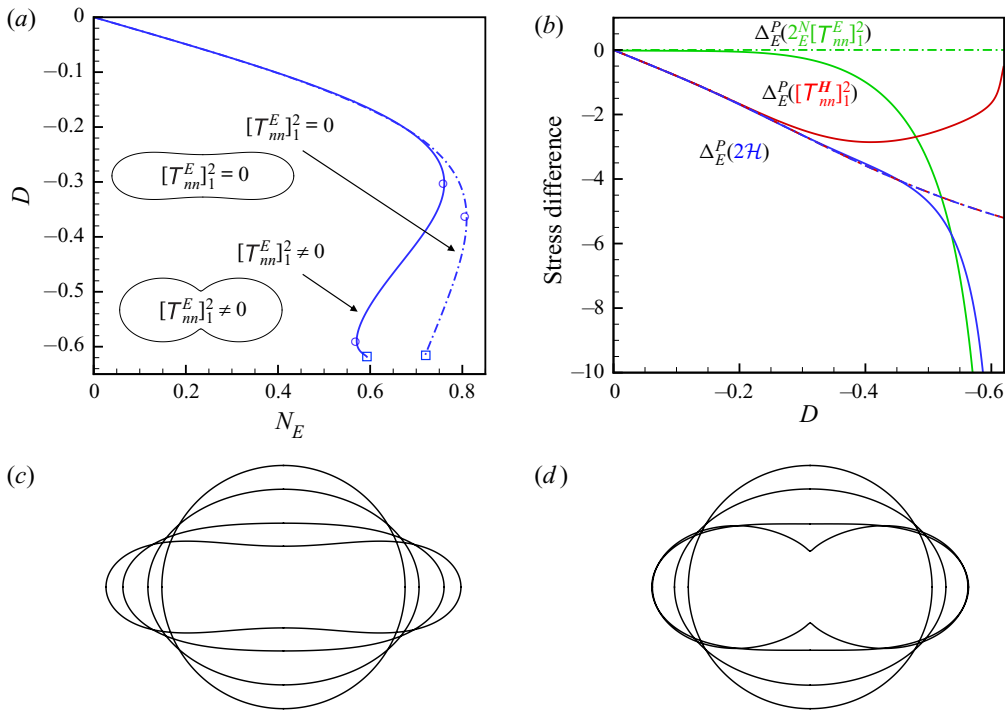 (a)
0
−0.1
−0.2
−0.3
−0.4
−0.5
−0.6
D
[T^E_nn]^2_1 = 0
[T^E_nn]^2_1 = 0
[T^E_nn]^2_1 ≠ 0
[T^E_nn]^2_1 ≠ 0
0 0.2 0.4 0.6 0.8
N_E
(b)
0
−2
−4
−6
−8
−10
Stress difference
Δ^P_E(2^N_E[T^E_nn]^2_1)
Δ^P_E([T^H_nn]^2_1)
Δ^P_E(2ℋ)
0 −0.2 −0.4 −0.6
D
(c)
(d)